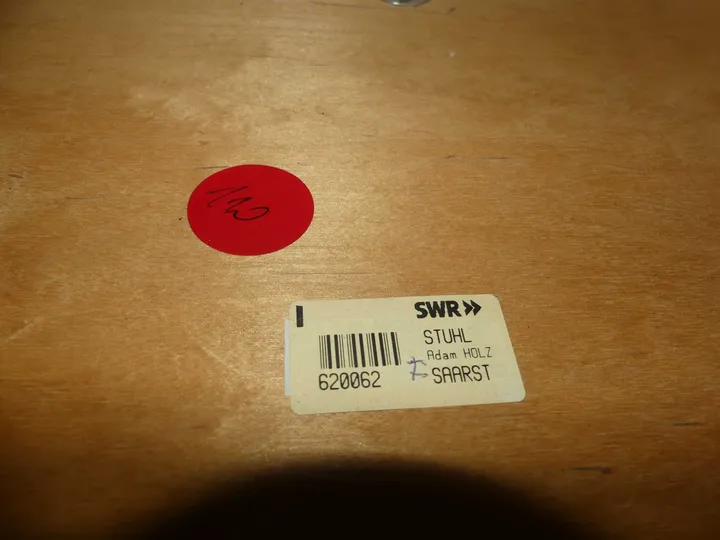 SWR
STUHL
Adam HOLZ
620062
SAARST